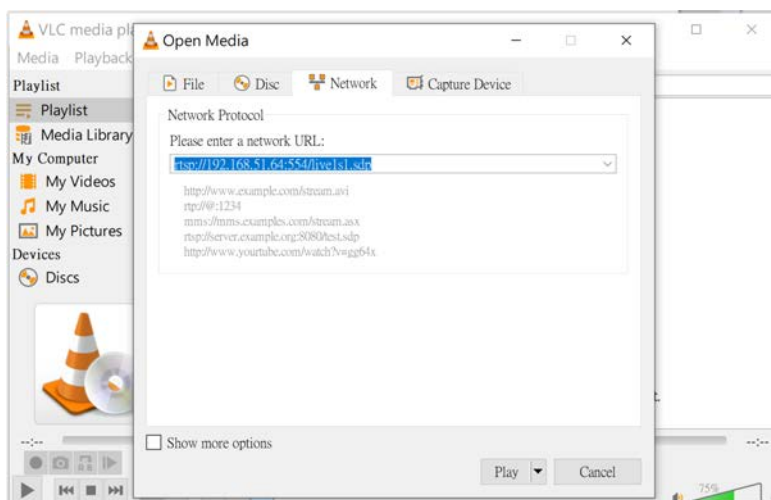 VLC media pla
Media Playback
Playlist
Playlist
Media Library
My Computer
My Videos
My Music
My Pictures
Devices
Discs
--:--
Open Media
File Disc Network Capture Device
Network Protocol
Please enter a network URL:
rtsp://192.168.51.64:554/live1s1.sdp
http://www.example.com/stream.avi
rtp://@:1234
mms://mms.examples.com/stream.asx
rtsp://server.example.org:8080/test.sdp
http://www.yourtube.com/watch?v=gg64x
Show more options
Play Cancel
--:--
75%